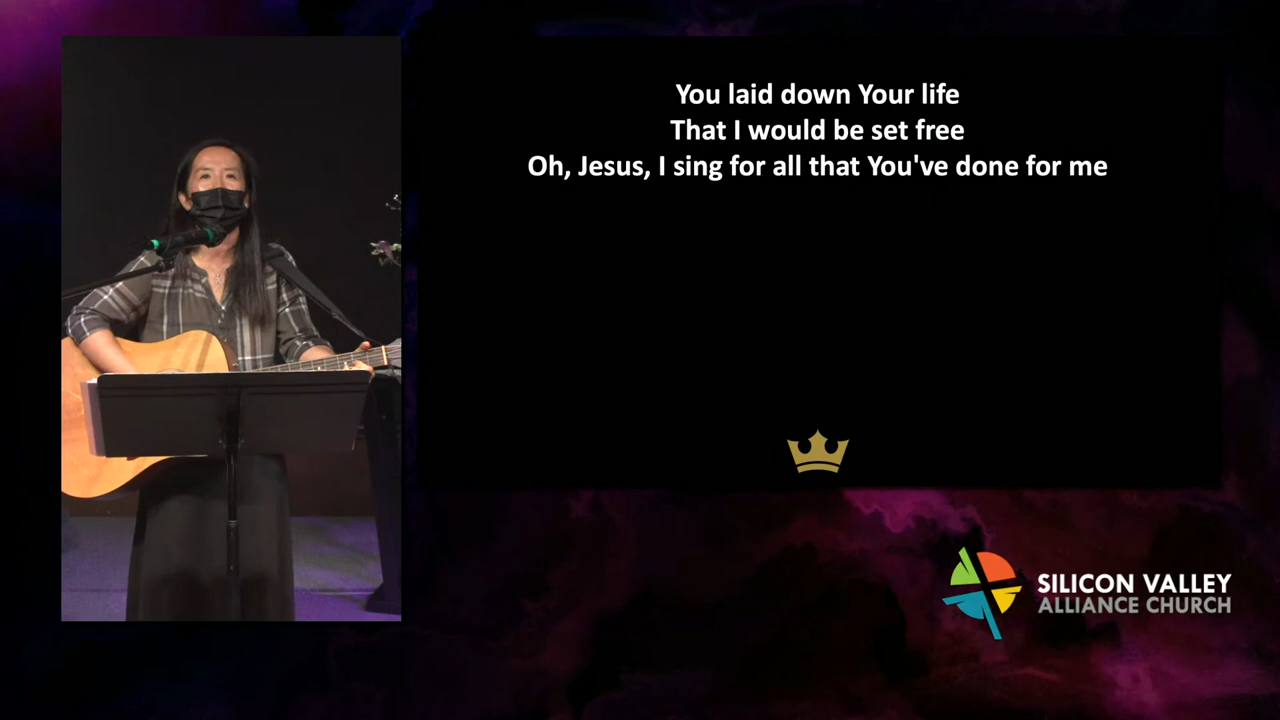 You laid down Your life
That I would be set free
Oh, Jesus, I sing for all that You've done for me
SILICON VALLEY
ALLIANCE CHURCH